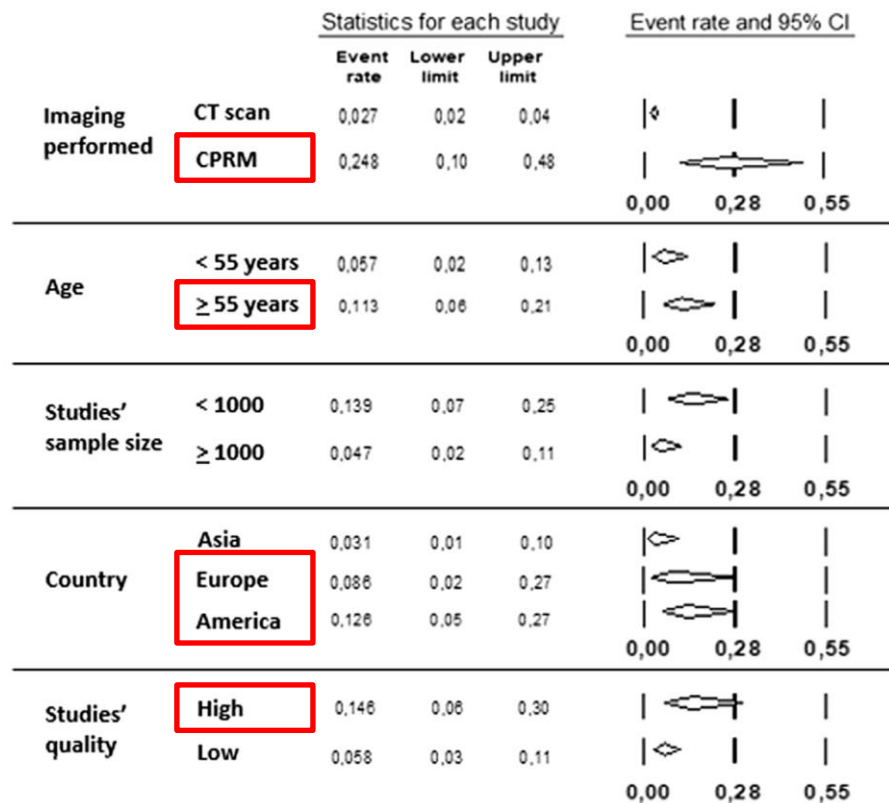 Statistics for each study Event rate and 95% CI
Event rate Lower limit Upper limit
Imaging performed
CT scan 0,027 0,02 0,04
CPRM 0,248 0,10 0,48
0,00 0,28 0,55
Age
< 55 years 0,057 0,02 0,13
≥ 55 years 0,113 0,06 0,21
0,00 0,28 0,55
Studies' sample size
< 1000 0,139 0,07 0,25
≥ 1000 0,047 0,02 0,11
0,00 0,28 0,55
Country
Asia 0,031 0,01 0,10
Europe 0,086 0,02 0,27
America 0,126 0,05 0,27
0,00 0,28 0,55
Studies' quality
High 0,146 0,06 0,30
Low 0,058 0,03 0,11
0,00 0,28 0,55